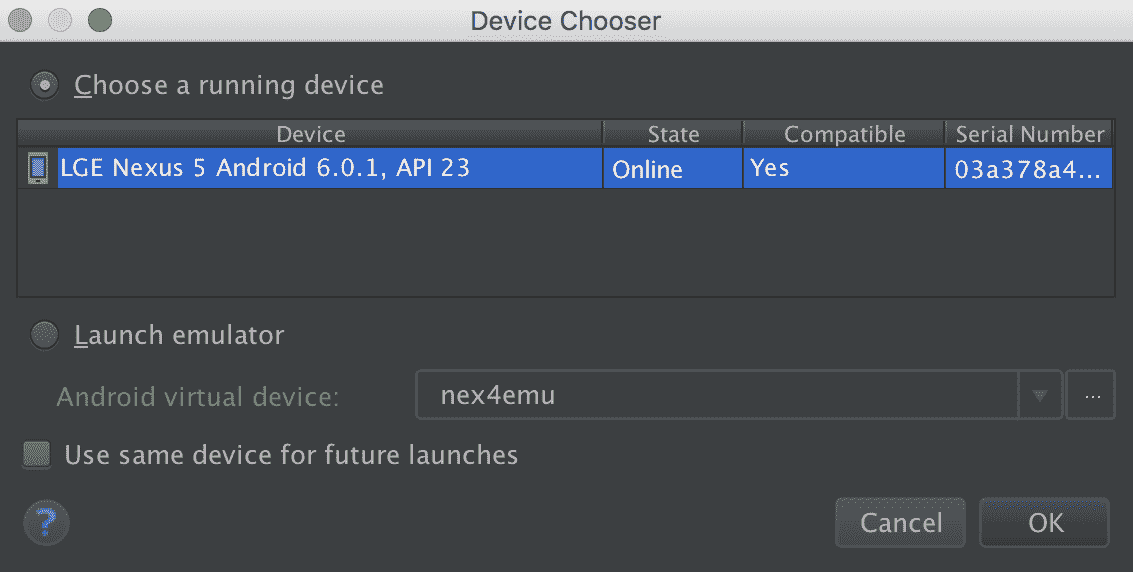 Device Chooser
Choose a running device
Device State Compatible Serial Number
LGE Nexus 5 Android 6.0.1, API 23 Online Yes 03a378a4...
Launch emulator
Android virtual device: nex4emu ...
Use same device for future launches
? Cancel OK